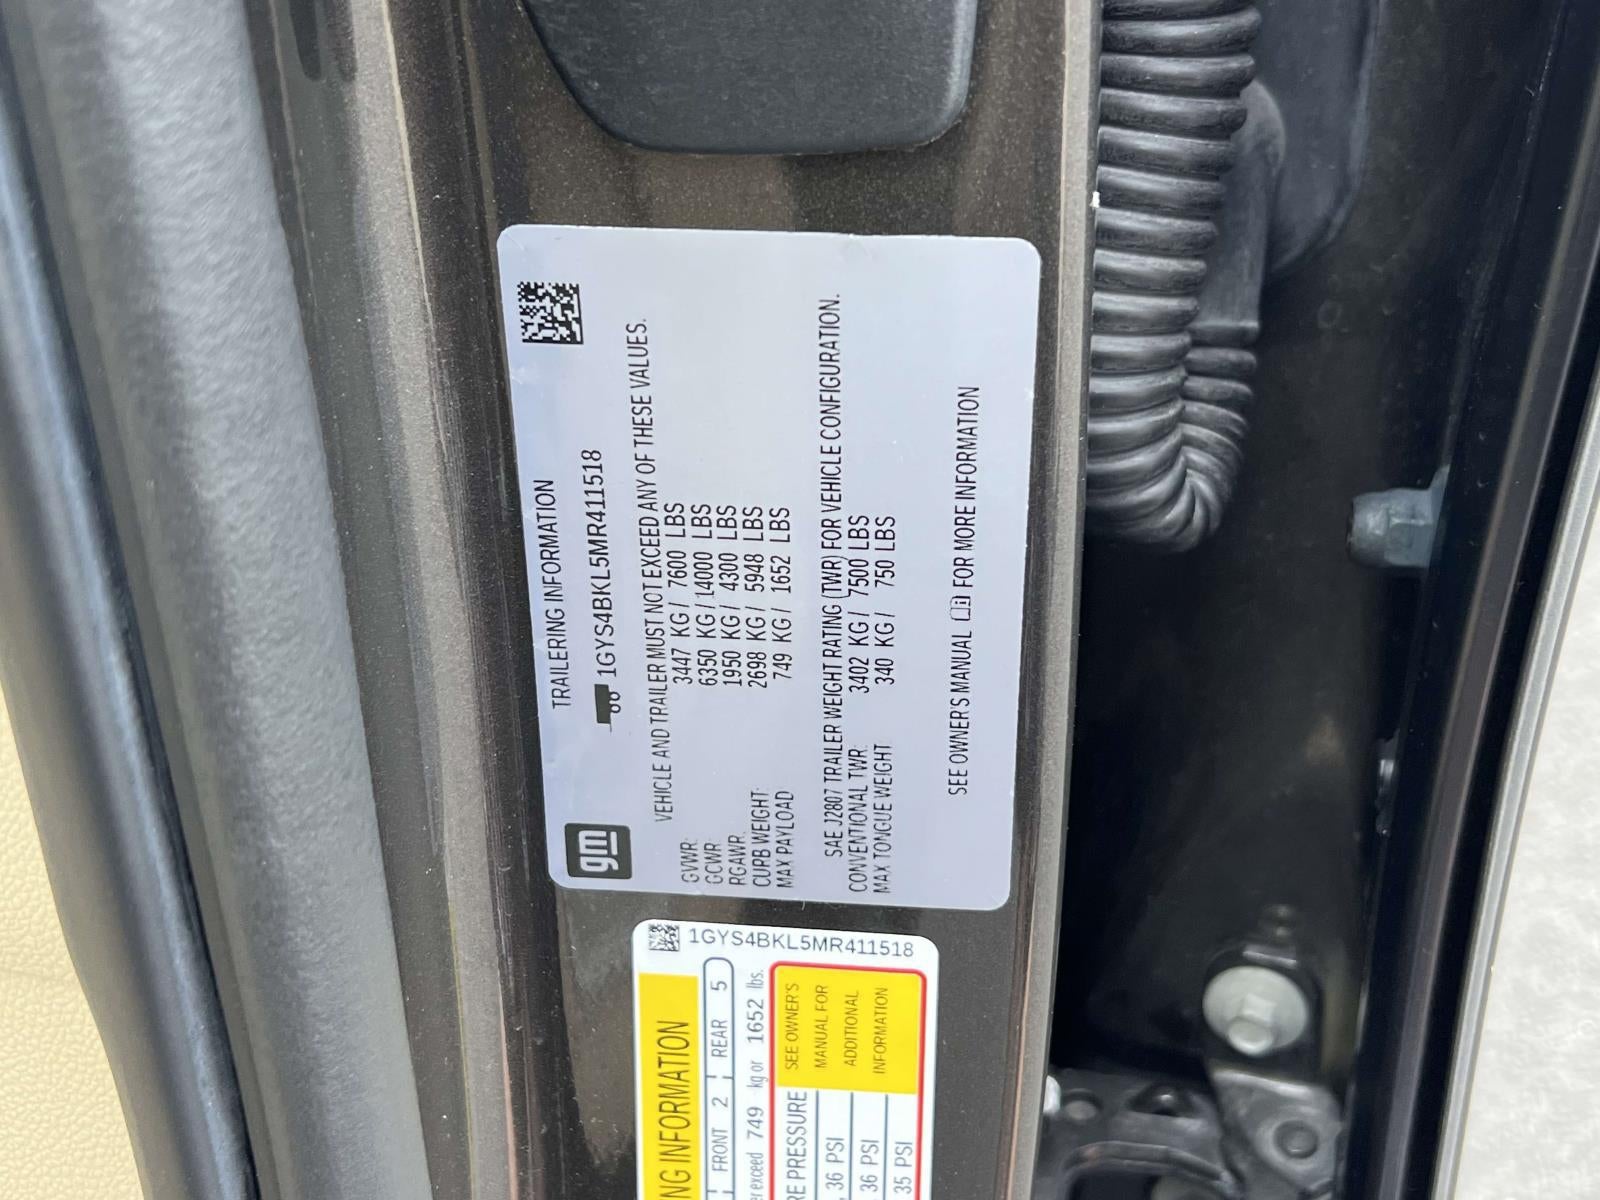 gm
TRAILERING INFORMATION
1GYS4BKL5MR411518
VEHICLE AND TRAILER MUST NOT EXCEED ANY OF THESE VALUES.
GVWR: 3447 KG / 7600 LBS
GCWR: 6350 KG / 14000 LBS
RGAWR: 1950 KG / 4300 LBS
CURB WEIGHT: 2698 KG / 5948 LBS
MAX PAYLOAD 749 KG / 1652 LBS
SAE J2807 TRAILER WEIGHT RATING (TWR) FOR VEHICLE CONFIGURATION.
CONVENTIONAL TWR: 3402 KG / 7500 LBS
MAX TONGUE WEIGHT: 340 KG / 750 LBS
SEE OWNER'S MANUAL FOR MORE INFORMATION
1GYS4BKL5MR411518
INFORMATION
FRONT 2 REAR 5
exceed 749 kg or 1652 lbs.
PRESSURE
36 PSI
36 PSI
35 PSI
SEE OWNER'S
MANUAL FOR
ADDITIONAL
INFORMATION